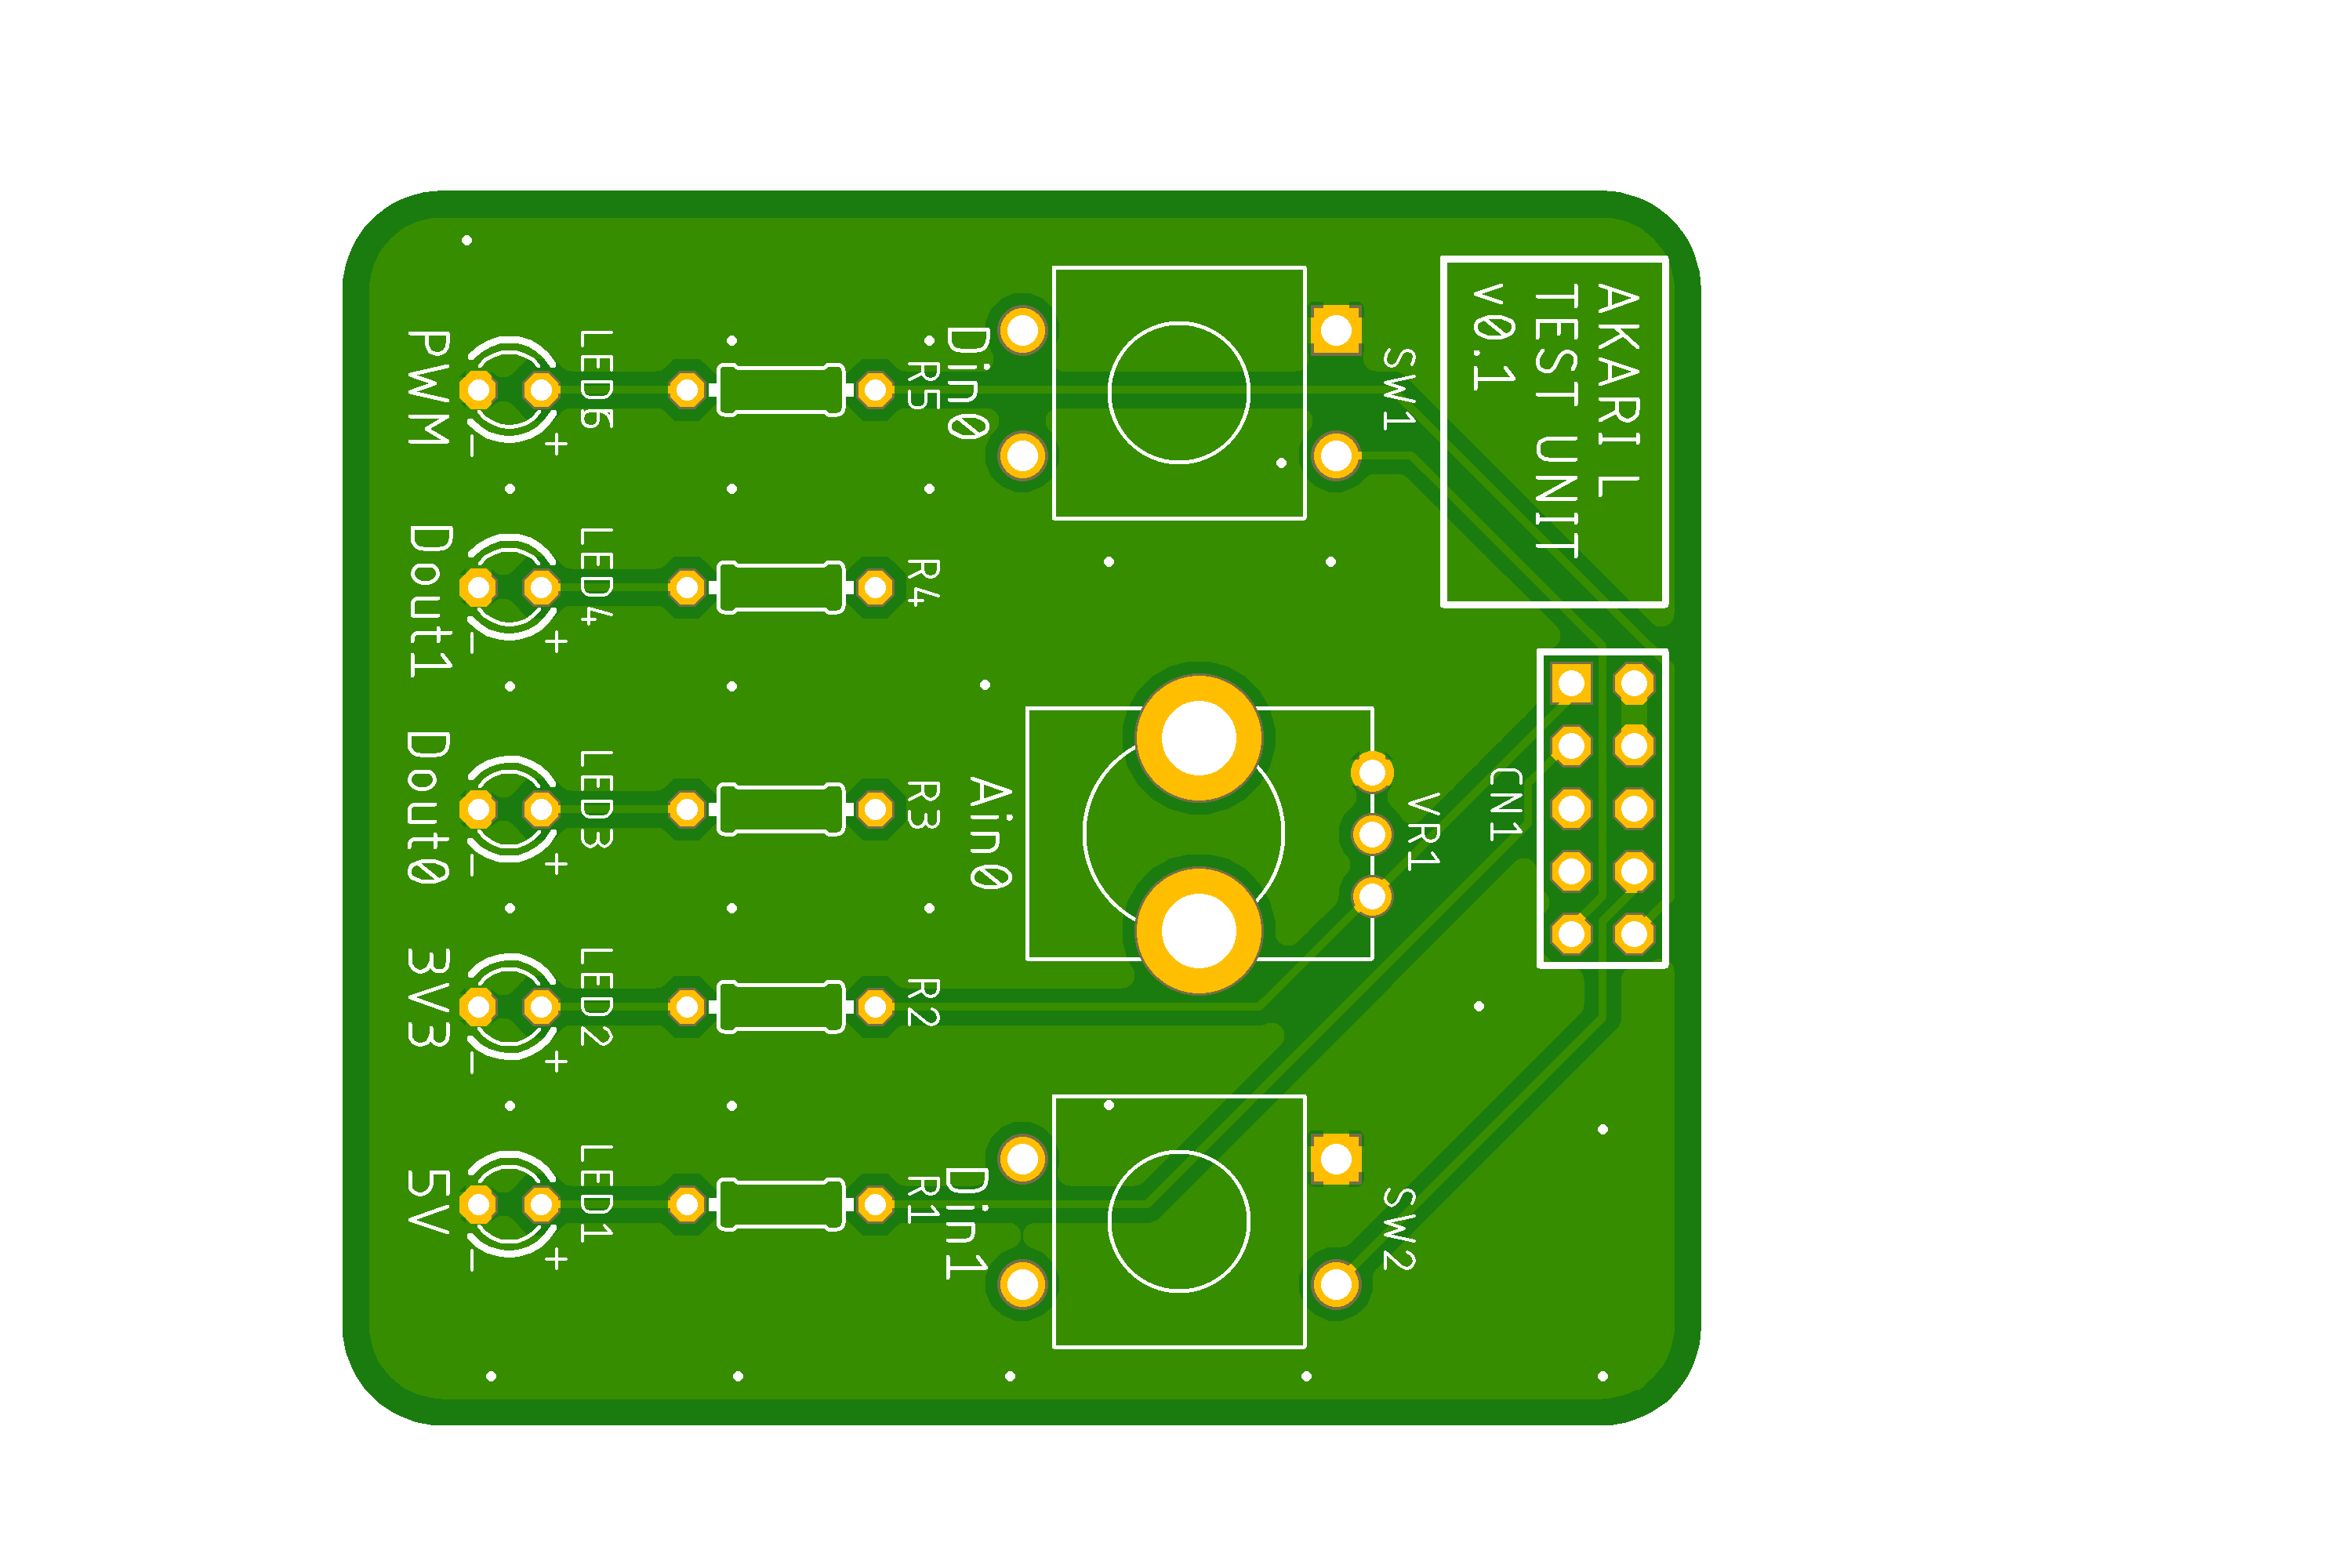 AKARI L
TEST UNIT
v0.1
CN1
SW1
VR1
SW2
Din0
Ain0
Din1
R5
R4
R3
R2
R1
LED6
LED4
LED3
LED2
LED1
- +
- +
- +
- +
- +
PWM
Dout1
Dout0
3V3
5V